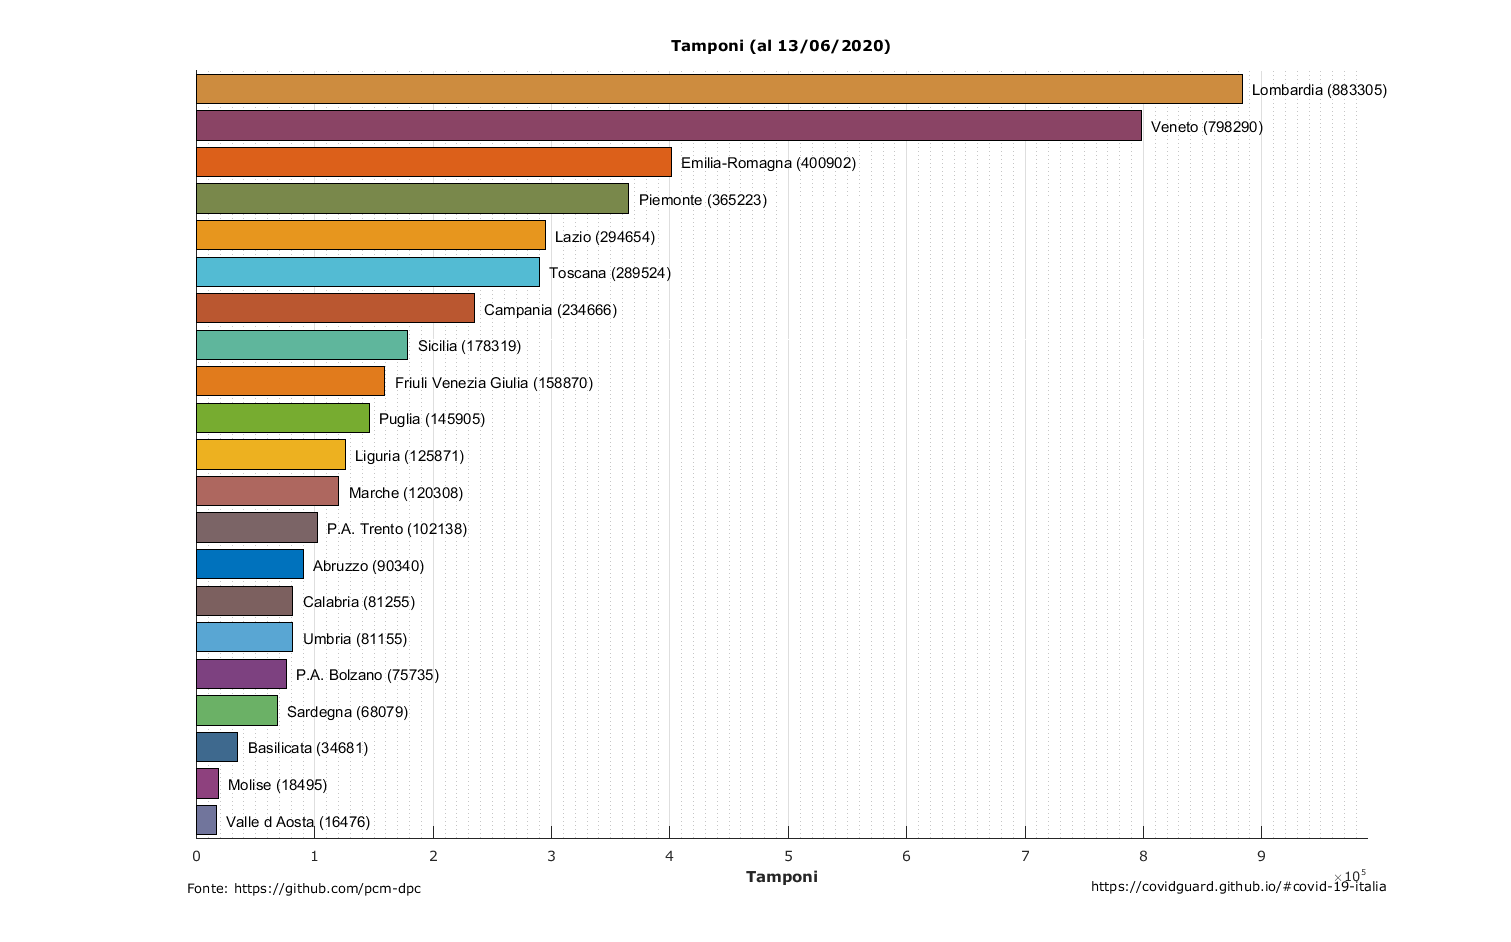 Tamponi (al 13/06/2020)
Lombardia (883305)
Veneto (798290)
Emilia-Romagna (400902)
Piemonte (365223)
Lazio (294654)
Toscana (289524)
Campania (234666)
Sicilia (178319)
Friuli Venezia Giulia (158870)
Puglia (145905)
Liguria (125871)
Marche (120308)
P.A. Trento (102138)
Abruzzo (90340)
Calabria (81255)
Umbria (81155)
P.A. Bolzano (75735)
Sardegna (68079)
Basilicata (34681)
Molise (18495)
Valle d Aosta (16476)
0 1 2 3 4 5 6 7 8 9
Tamponi
×10⁵
Fonte: https://github.com/pcm-dpc
https://covidguard.github.io/#covid-19-italia